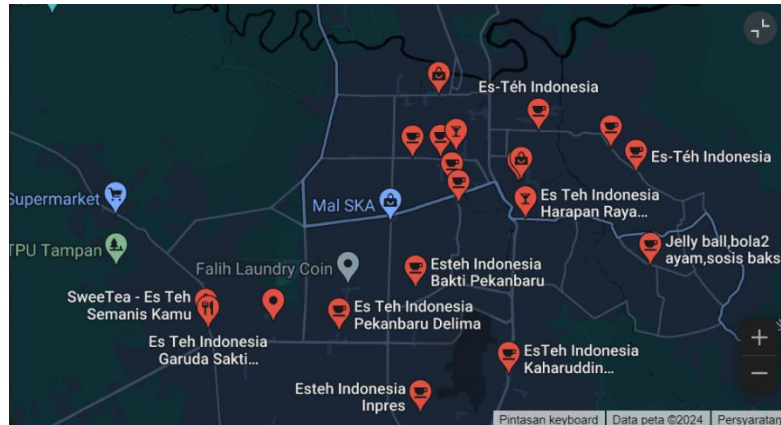 Es-Téh Indonesia
Es-Téh Indonesia
Supermarket
Mal SKA
Es Teh Indonesia
Harapan Raya...
TPU Tampan
Falih Laundry Coin
Jelly ball,bola2
ayam,sosis baks
Esteh Indonesia
Bakti Pekanbaru
SweeTea - Es Teh
Semanis Kamu
Es Teh Indonesia
Pekanbaru Delima
Es Teh Indonesia
Garuda Sakti...
EsTeh Indonesia
Kaharuddin...
Esteh Indonesia
Inpres
Pintasan keyboard
Data peta ©2024
Persyaratan